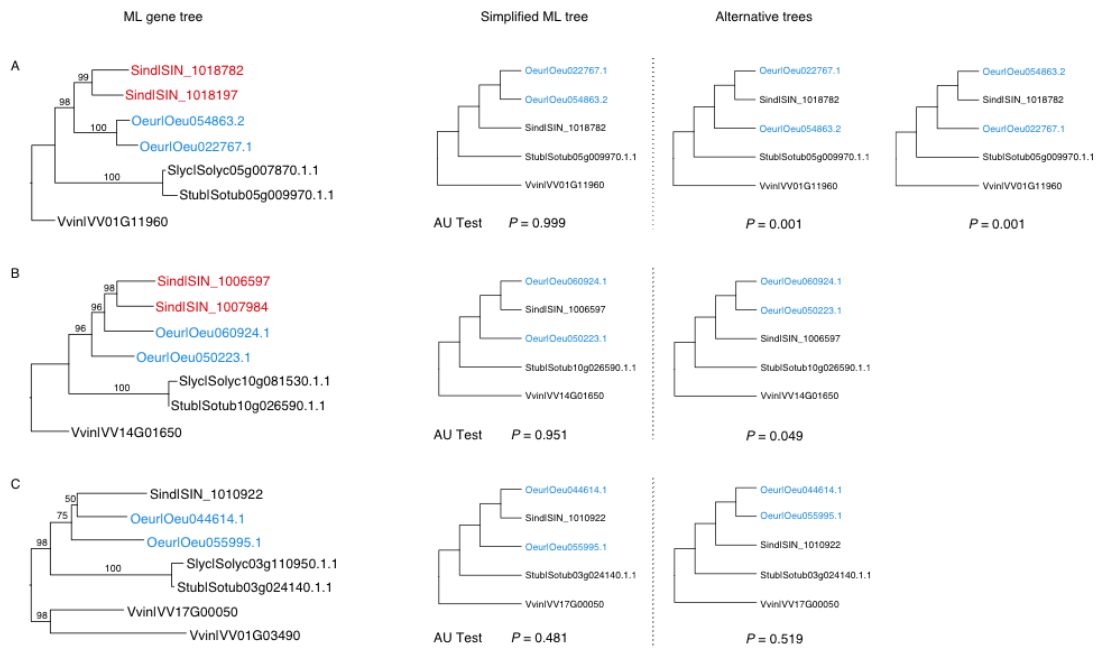 ML gene tree
Simplified ML tree
Alternative trees
A
99
SindlSIN_1018782
SindlSIN_1018197
98
100
OeurlOeu054863.2
OeurlOeu022767.1
100
SlyclSolyc05g007870.1.1
StublSotub05g009970.1.1
VvinlVV01G11960
OeurlOeu022767.1
OeurlOeu054863.2
SindlSIN_1018782
StublSotub05g009970.1.1
VvinlVV01G11960
AU Test P = 0.999
OeurlOeu022767.1
SindlSIN_1018782
OeurlOeu054863.2
StublSotub05g009970.1.1
VvinlVV01G11960
P = 0.001
OeurlOeu054863.2
SindlSIN_1018782
OeurlOeu022767.1
StublSotub05g009970.1.1
VvinlVV01G11960
P = 0.001
B
98
SindlSIN_1006597
SindlSIN_1007984
96
OeurlOeu060924.1
96
OeurlOeu050223.1
100
SlyclSolyc10g081530.1.1
StublSotub10g026590.1.1
VvinlVV14G01650
OeurlOeu060924.1
SindlSIN_1006597
OeurlOeu050223.1
StublSotub10g026590.1.1
VvinlVV14G01650
AU Test P = 0.951
OeurlOeu060924.1
OeurlOeu050223.1
SindlSIN_1006597
StublSotub10g026590.1.1
VvinlVV14G01650
P = 0.049
C
50
SindlSIN_1010922
75
OeurlOeu044614.1
OeurlOeu055995.1
98
100
SlyclSolyc03g110950.1.1
StublSotub03g024140.1.1
98
VvinlVV17G00050
VvinlVV01G03490
OeurlOeu044614.1
SindlSIN_1010922
OeurlOeu055995.1
StublSotub03g024140.1.1
VvinlVV17G00050
AU Test P = 0.481
OeurlOeu044614.1
OeurlOeu055995.1
SindlSIN_1010922
StublSotub03g024140.1.1
VvinlVV17G00050
P = 0.519